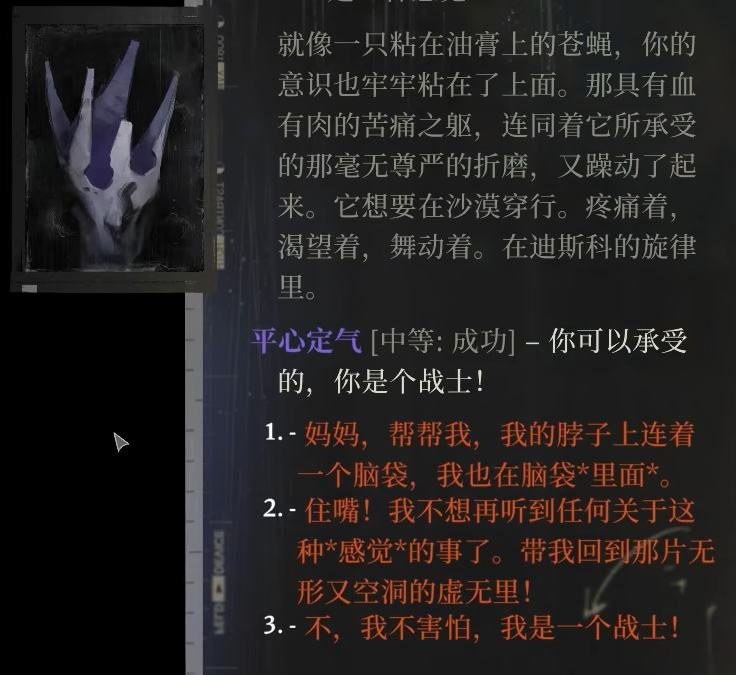 就像一只粘在油膏上的苍蝇，你的
意识也牢牢粘在了上面。那具有血
有肉的苦痛之躯，连同着它所承受
的那毫无尊严的折磨，又躁动了起
来。它想要在沙漠穿行。疼痛着，
渴望着，舞动着。在迪斯科的旋律
里。
平心定气 [中等: 成功] – 你可以承受
的，你是个战士！
1. - 妈妈，帮帮我，我的脖子上连着
一个脑袋，我也在脑袋*里面*。
2. - 住嘴！我不想再听到任何关于这
种*感觉*的事了。带我回到那片无
形又空洞的虚无里！
3. - 不，我不害怕，我是一个战士！